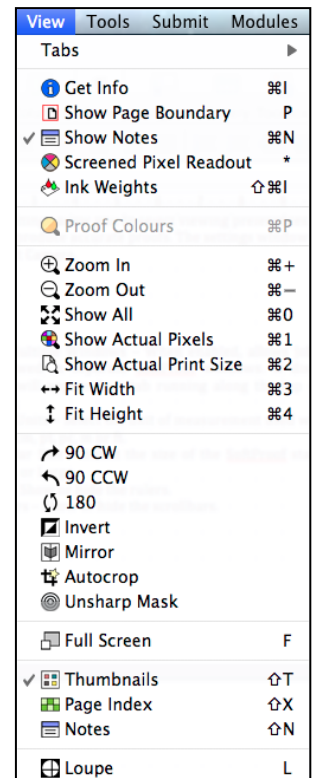 View Tools Submit Modules
Tabs ▶
Get Info ⌘I
Show Page Boundary P
✓ Show Notes ⌘N
Screened Pixel Readout *
Ink Weights ⇧⌘I
Proof Colours ⌘P
Zoom In ⌘+
Zoom Out ⌘−
Show All ⌘0
Show Actual Pixels ⌘1
Show Actual Print Size ⌘2
Fit Width ⌘3
Fit Height ⌘4
90 CW
90 CCW
180
Invert
Mirror
Autocrop
Unsharp Mask
Full Screen F
✓ Thumbnails ⇧T
Page Index ⇧X
Notes ⇧N
Loupe L